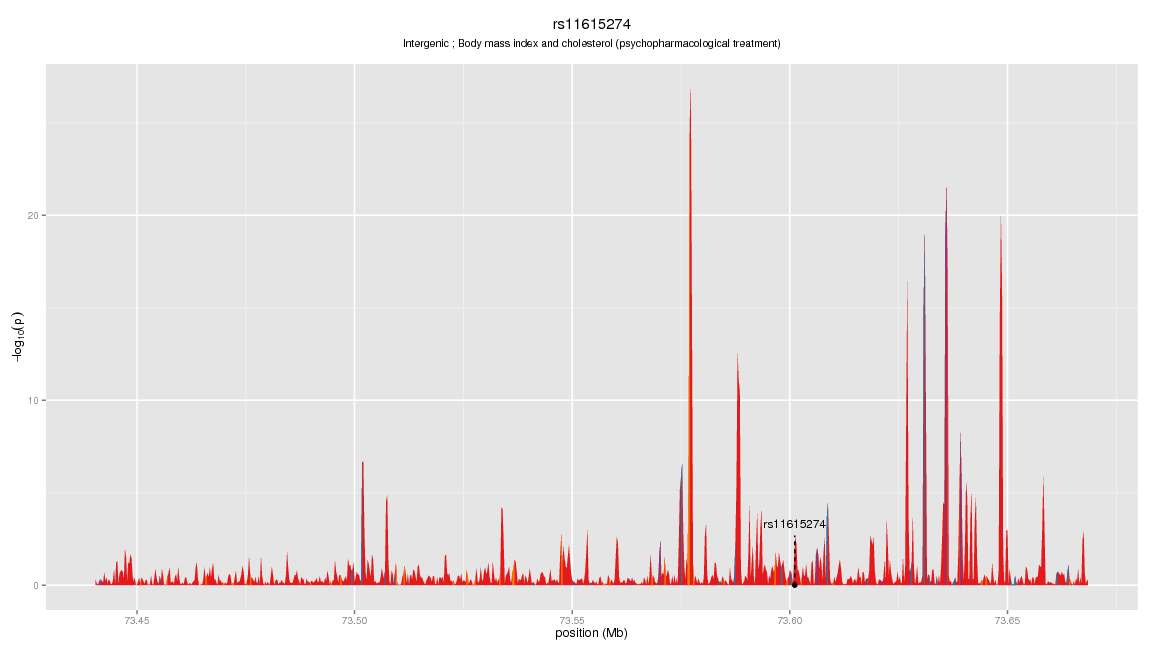 rs11615274
Intergenic ; Body mass index and cholesterol (psychopharmacological treatment)
20
10
0
−log10(p)
rs11615274
73.45 73.50 73.55 73.60 73.65
position (Mb)